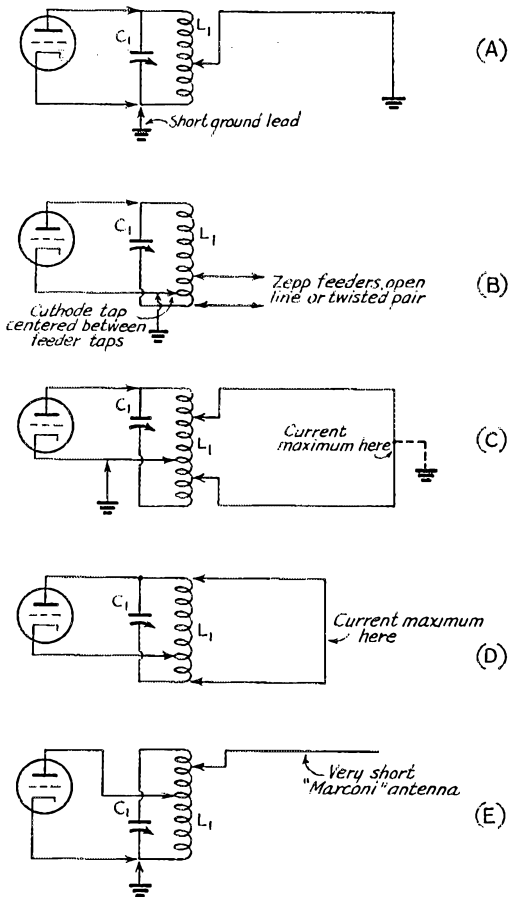 C1
L1
(A)
Short ground lead
C1
L1
Zepp feeders, open
line or twisted pair
(B)
Cuthode tap
centered between
feeder taps
C1
L1
Current
maximum here
(C)
C1
L1
Current maximum
here
(D)
C1
L1
Very short
"Marconi" antenna
(E)